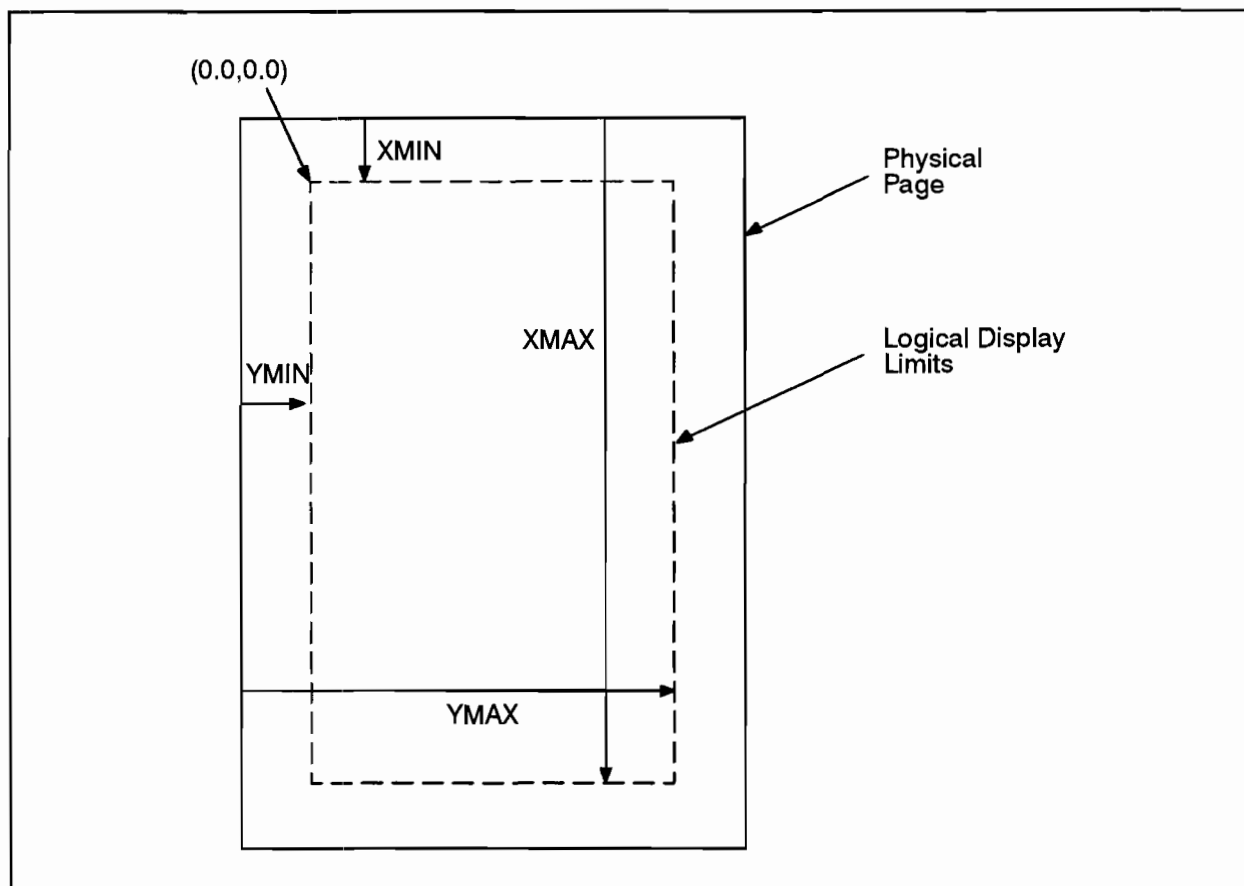 (0.0,0.0)
XMIN
Physical
Page
XMAX
Logical Display
Limits
YMIN
YMAX